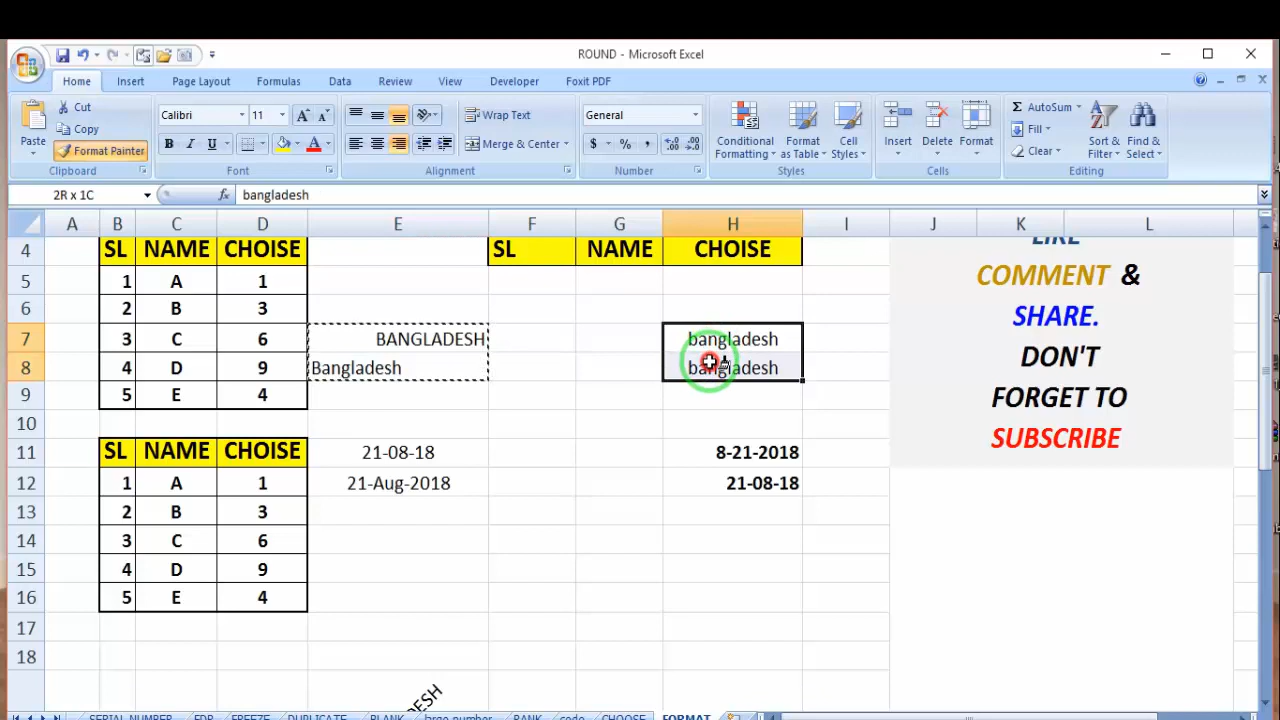 ROUND - Microsoft Excel
Home Insert Page Layout Formulas Data Review View Developer Foxit PDF
Cut
Copy
Format Painter
Paste
Clipboard
Calibri 11
B I U
Font
Wrap Text
Merge & Center
Alignment
General
$ % ,
Number
Conditional Formatting
Format as Table
Cell Styles
Styles
Insert Delete Format
Cells
AutoSum
Fill
Clear
Sort & Filter
Find & Select
Editing
2R x 1C fx bangladesh
A B C D E F G H I J K L
4 SL NAME CHOISE SL NAME CHOISE
5 1 A 1
6 2 B 3
7 3 C 6 BANGLADESH bangladesh
8 4 D 9 Bangladesh bangladesh
9 5 E 4
10
11 SL NAME CHOISE 21-08-18 8-21-2018
12 1 A 1 21-Aug-2018 21-08-18
13 2 B 3
14 3 C 6
15 4 D 9
16 5 E 4
17
18
LIKE
COMMENT &
SHARE.
DON'T
FORGET TO
SUBSCRIBE
SERIAL NUMBER FDR FREEZE DUPLICATE BLANK large number RANK code CHOOSE FORMAT